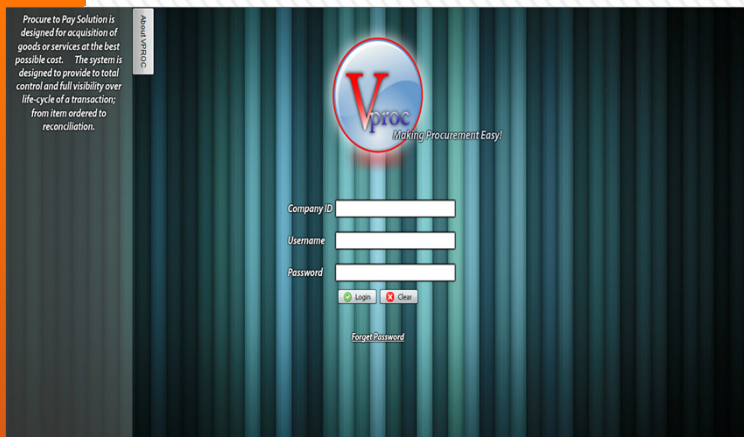 Procure to Pay Solution is
designed for acquisition of
goods or services at the best
possible cost. The system is
designed to provide to total
control and full visibility over
life-cycle of a transaction;
from item ordered to
reconciliation.
About VPROC
Vproc
Making Procurement Easy!
Company ID
Username
Password
Login Clear
Forget Password